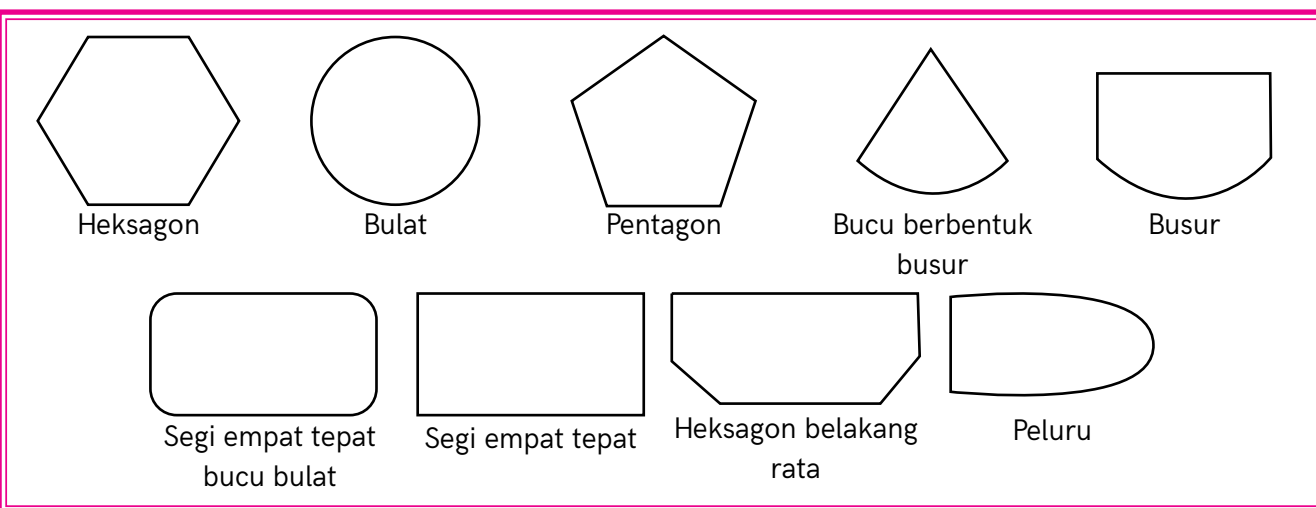 Heksagon
Bulat
Pentagon
Bucu berbentuk
busur
Busur
Segi empat tepat
bucu bulat
Segi empat tepat
Heksagon belakang
rata
Peluru